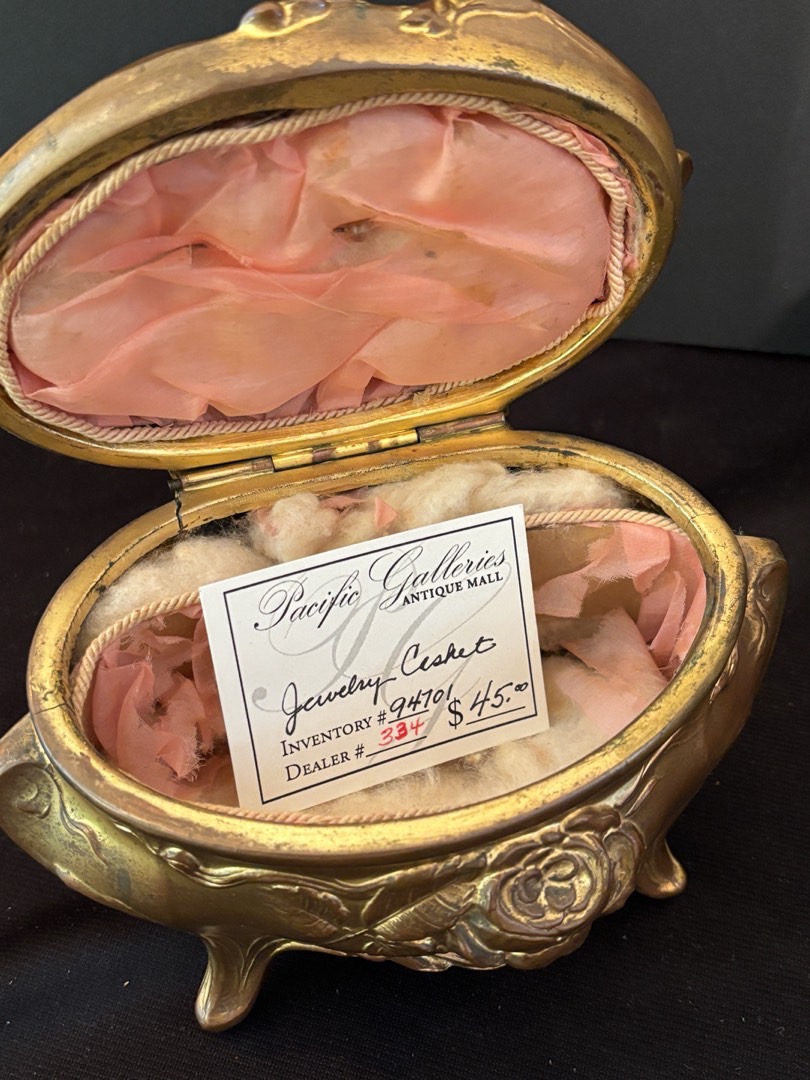 Pacific Galleries
ANTIQUE MALL
Jewelry Casket
INVENTORY # 94701
DEALER # 334 $45.00